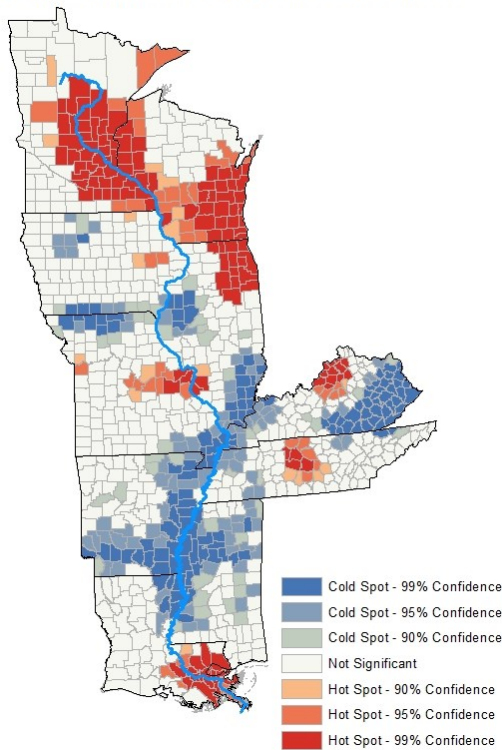 Cold Spot - 99% Confidence
Cold Spot - 95% Confidence
Cold Spot - 90% Confidence
Not Significant
Hot Spot - 90% Confidence
Hot Spot - 95% Confidence
Hot Spot - 99% Confidence